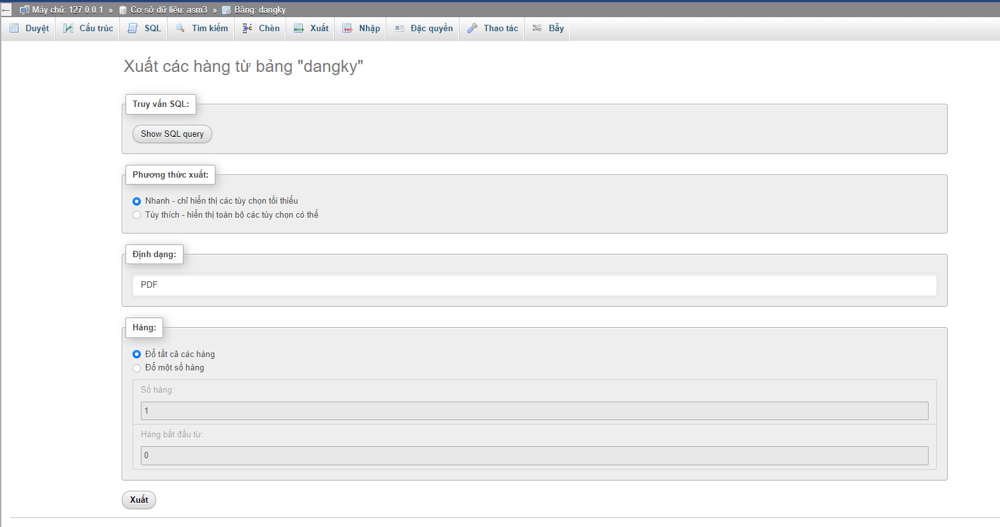 ← Máy chủ: 127.0.0.1 » Cơ sở dữ liệu: asm3 » Bảng: dangky
Duyệt Cấu trúc SQL Tìm kiếm Chèn Xuất Nhập Đặc quyền Thao tác Bẫy
Xuất các hàng từ bảng "dangky"
Truy vấn SQL:
Show SQL query
Phương thức xuất:
Nhanh - chỉ hiển thị các tùy chọn tối thiểu
Tùy thích - hiển thị toàn bộ các tùy chọn có thể
Định dạng:
PDF
Hàng:
Đổ tất cả các hàng
Đổ một số hàng
Số hàng:
1
Hàng bắt đầu từ:
0
Xuất